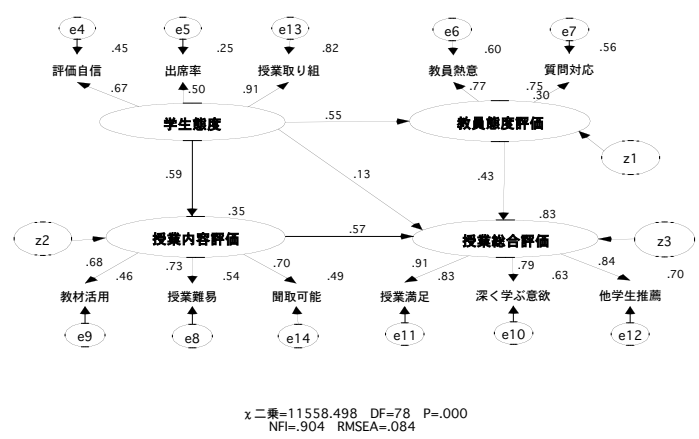 e4 e5 e13 e6 e7
.45 .25 .82 .60 .56
評価自信 出席率 授業取り組 教員熱意 質問対応
.67 .50 .91 .77 .75
.30
学生態度 .55 教員態度評価
z1
.59 .13 .43
.35 .83
z2 授業内容評価 .57 授業総合評価 z3
.68 .46 .73 .54 .70 .49 .91 .83 .79 .63 .84 .70
教材活用 授業難易 聞取可能 授業満足 深く学ぶ意欲 他学生推薦
e9 e8 e14 e11 e10 e12
χ二乗=11558.498 DF=78 P=.000
NFI=.904 RMSEA=.084